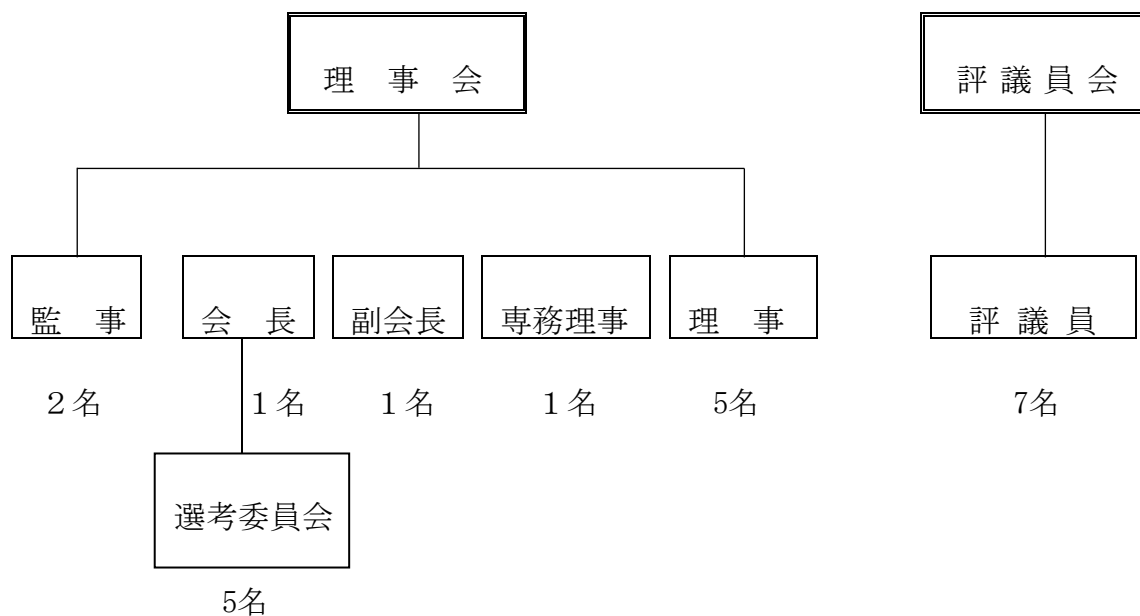 理　事　会
評 議 員 会
監　事
会　長
副会長
専務理事
理　事
評 議 員
２名
１名
１名
１名
5名
7名
選考委員会
5名